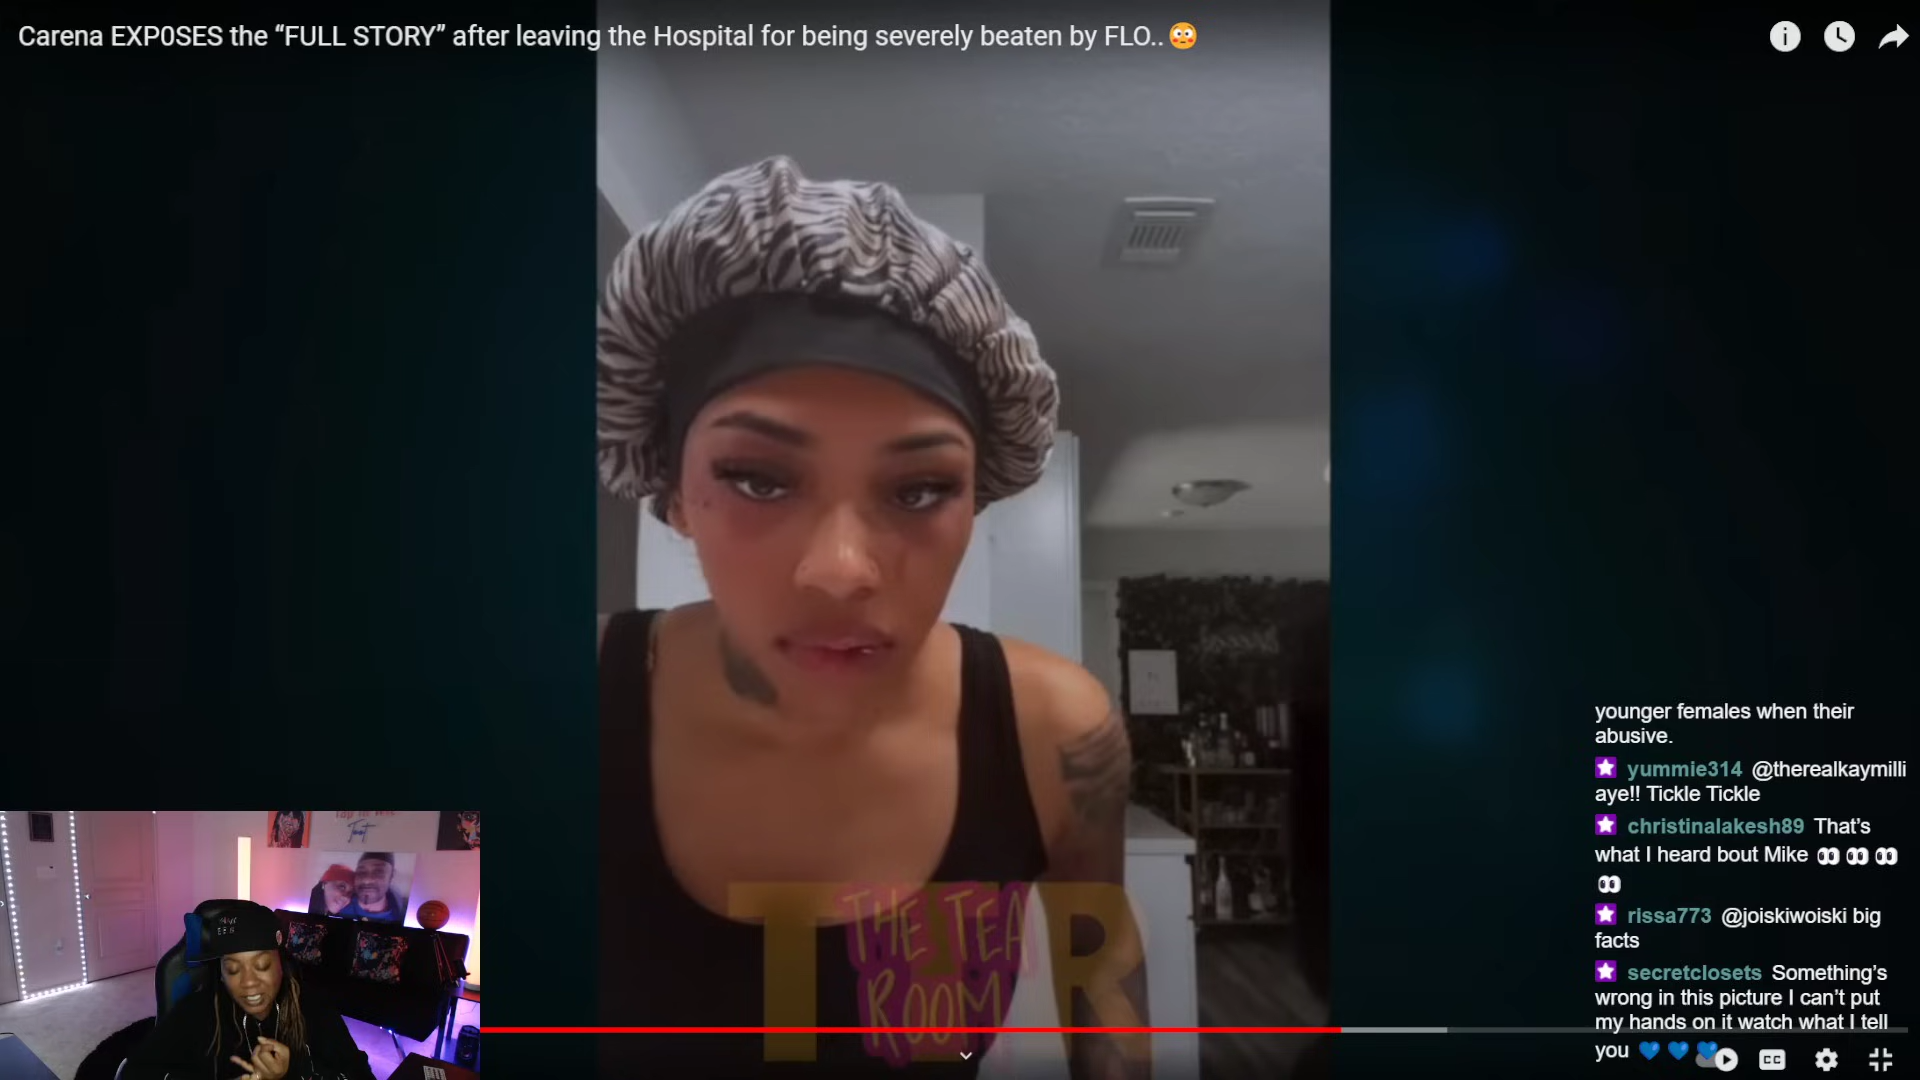 Carena EXP0SES the “FULL STORY” after leaving the Hospital for being severely beaten by FLO..😳
younger females when their
abusive.
yummie314 @therealkaymilli
aye!! Tickle Tickle
christinalakesh89 That’s
what I heard bout Mike 👀 👀 👀
👀
rissa773 @joiskiwoiski big
facts
secretclosets Something’s
wrong in this picture I can’t put
my hands on it watch what I tell
you 💙 💙 💙
THE TEA
ROOM
T R
CC